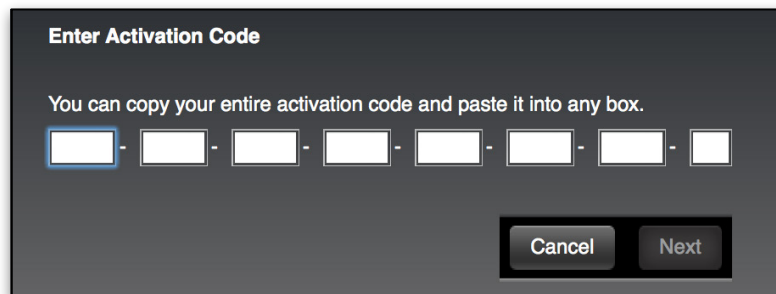 Enter Activation Code
You can copy your entire activation code and paste it into any box.
- - - - - - -
Cancel Next